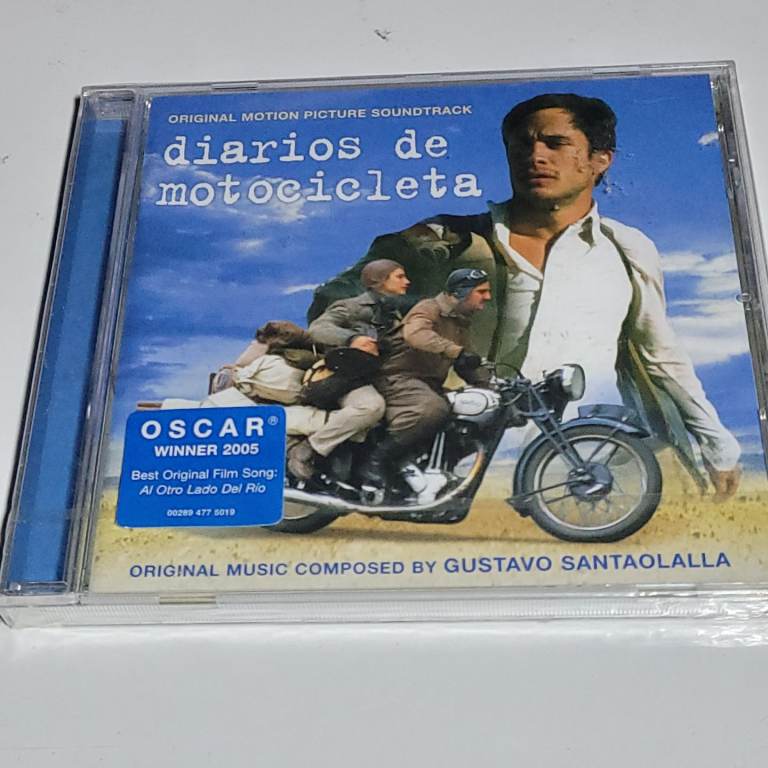 ORIGINAL MOTION PICTURE SOUNDTRACK
diarios de
motocicleta
OSCAR®
WINNER 2005
Best Original Film Song:
Al Otro Lado Del Río
00289 477 5019
ORIGINAL MUSIC COMPOSED BY GUSTAVO SANTAOLALLA